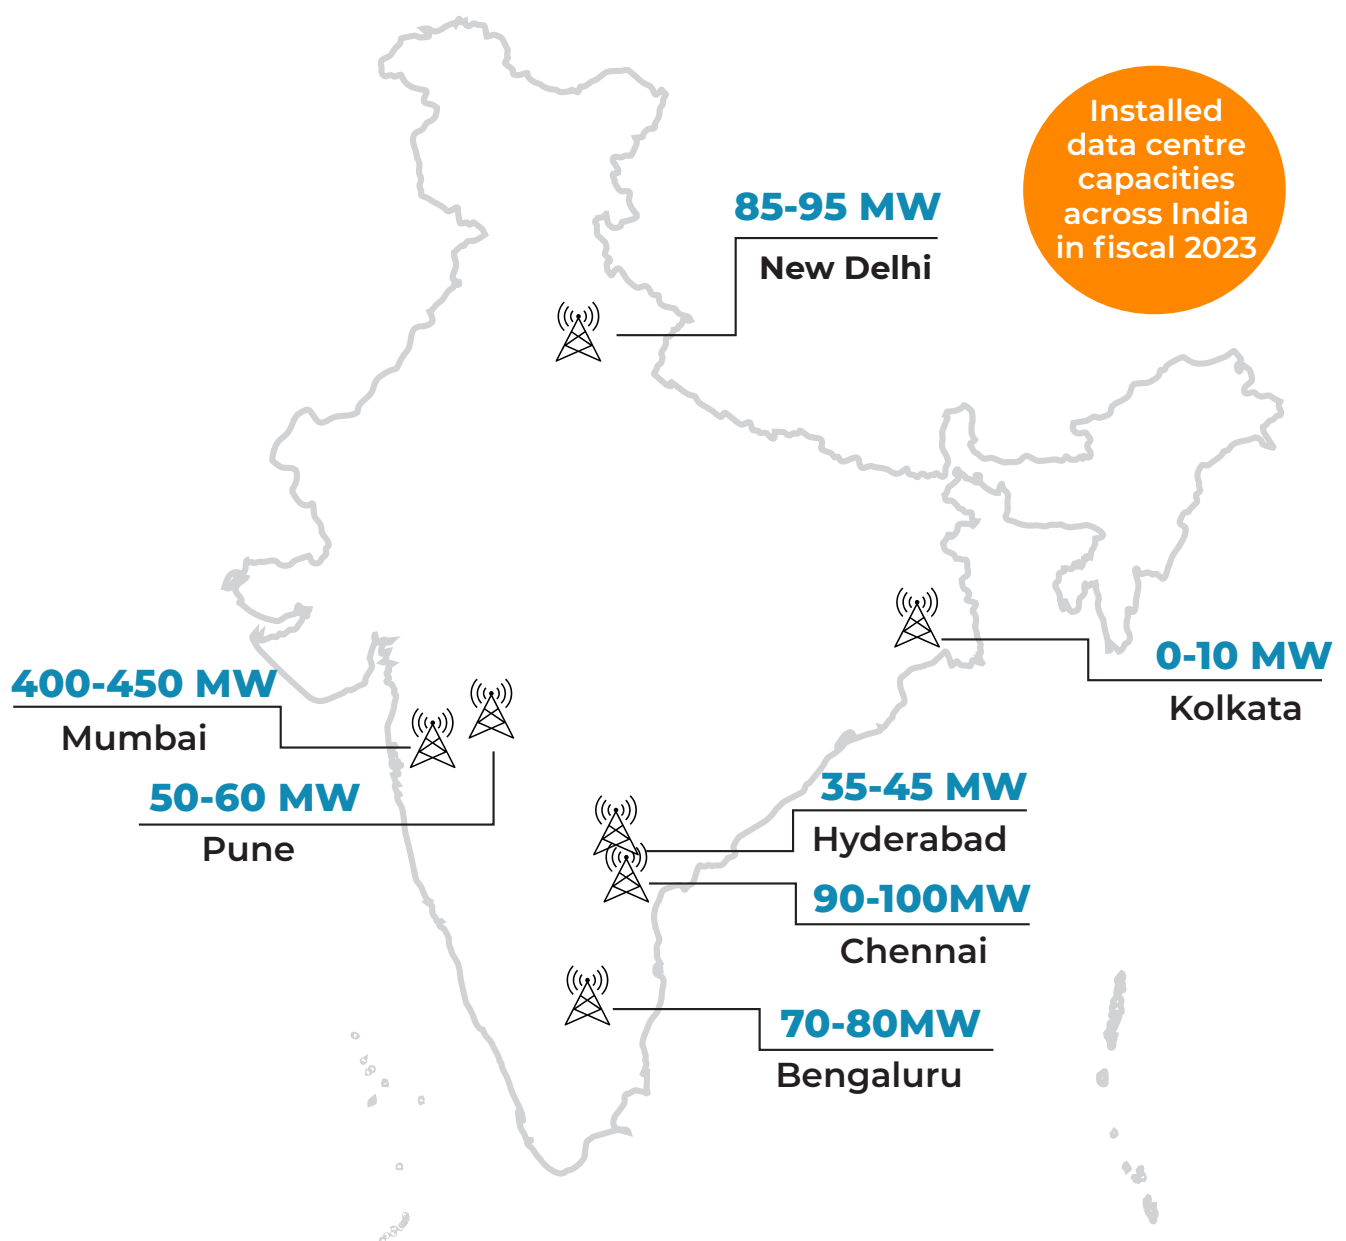 Installed
data centre
capacities
across India
in fiscal 2023
85-95 MW
New Delhi
0-10 MW
Kolkata
400-450 MW
Mumbai
50-60 MW
Pune
35-45 MW
Hyderabad
90-100MW
Chennai
70-80MW
Bengaluru